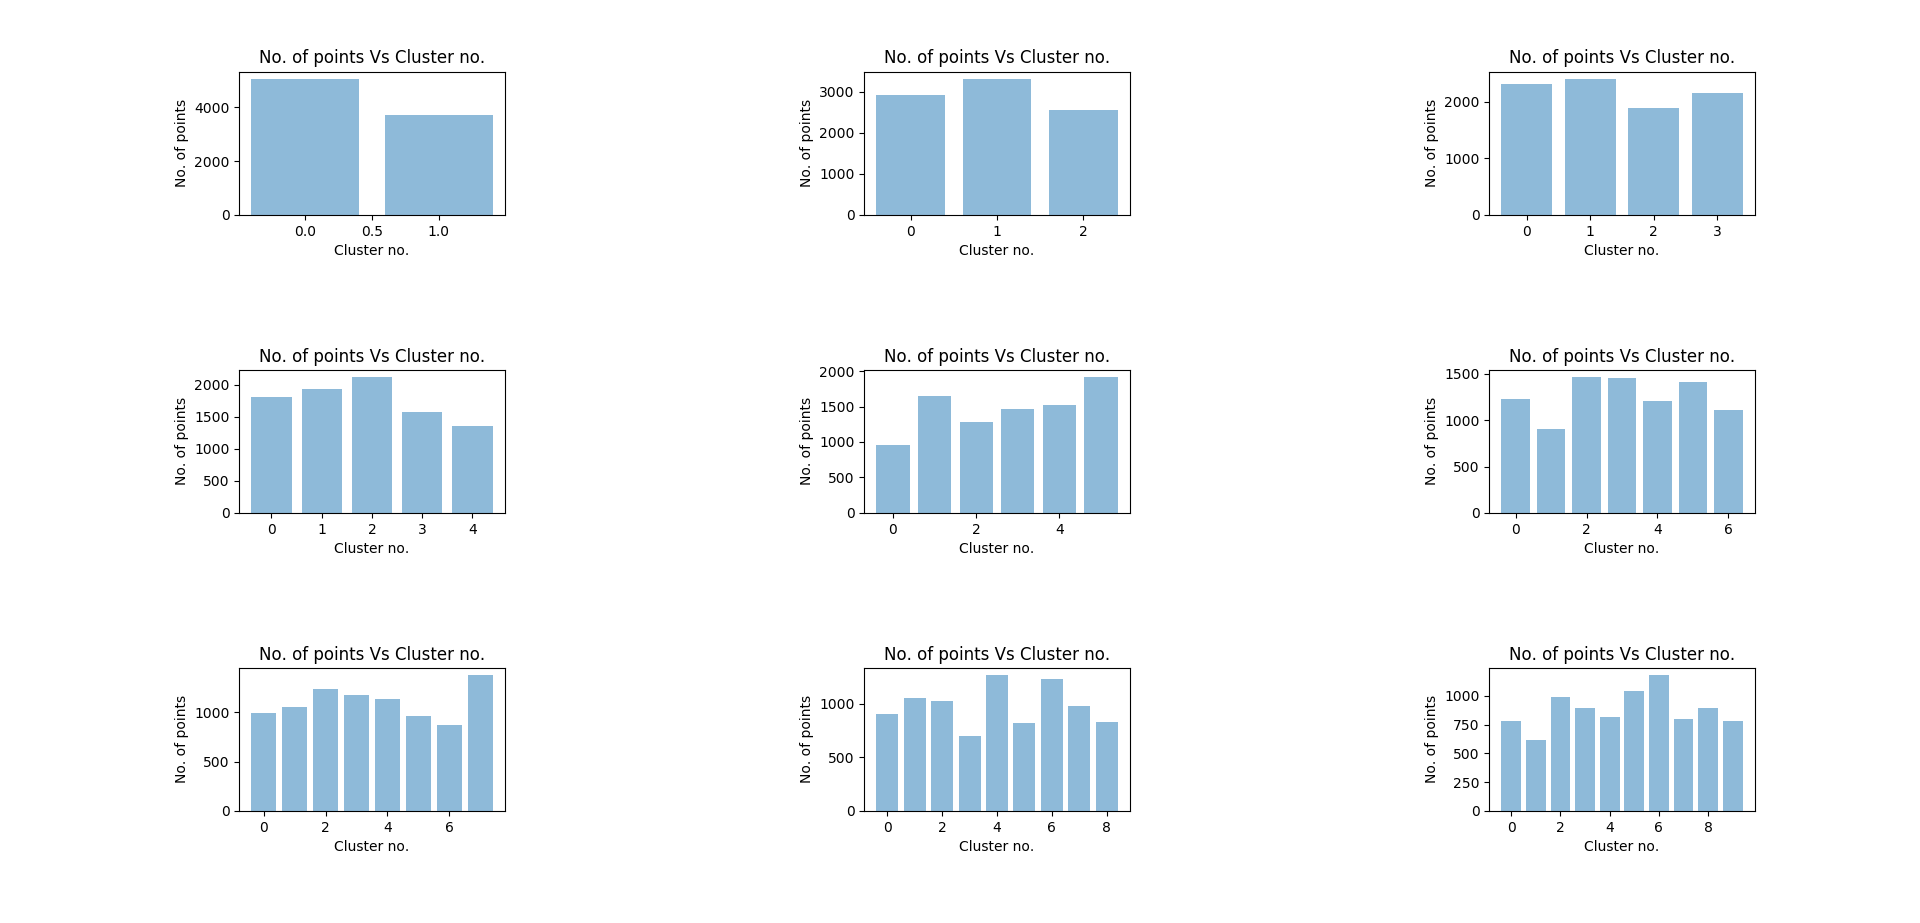 No. of points Vs Cluster no.
No. of points
4000
2000
0
0.0 0.5 1.0
Cluster no.
No. of points Vs Cluster no.
No. of points
3000
2000
1000
0
0 1 2
Cluster no.
No. of points Vs Cluster no.
No. of points
2000
1000
0
0 1 2 3
Cluster no.
No. of points Vs Cluster no.
No. of points
2000
1500
1000
500
0
0 1 2 3 4
Cluster no.
No. of points Vs Cluster no.
No. of points
2000
1500
1000
500
0
0 2 4
Cluster no.
No. of points Vs Cluster no.
No. of points
1500
1000
500
0
0 2 4 6
Cluster no.
No. of points Vs Cluster no.
No. of points
1000
500
0
0 2 4 6
Cluster no.
No. of points Vs Cluster no.
No. of points
1000
500
0
0 2 4 6 8
Cluster no.
No. of points Vs Cluster no.
No. of points
1000
750
500
250
0
0 2 4 6 8
Cluster no.